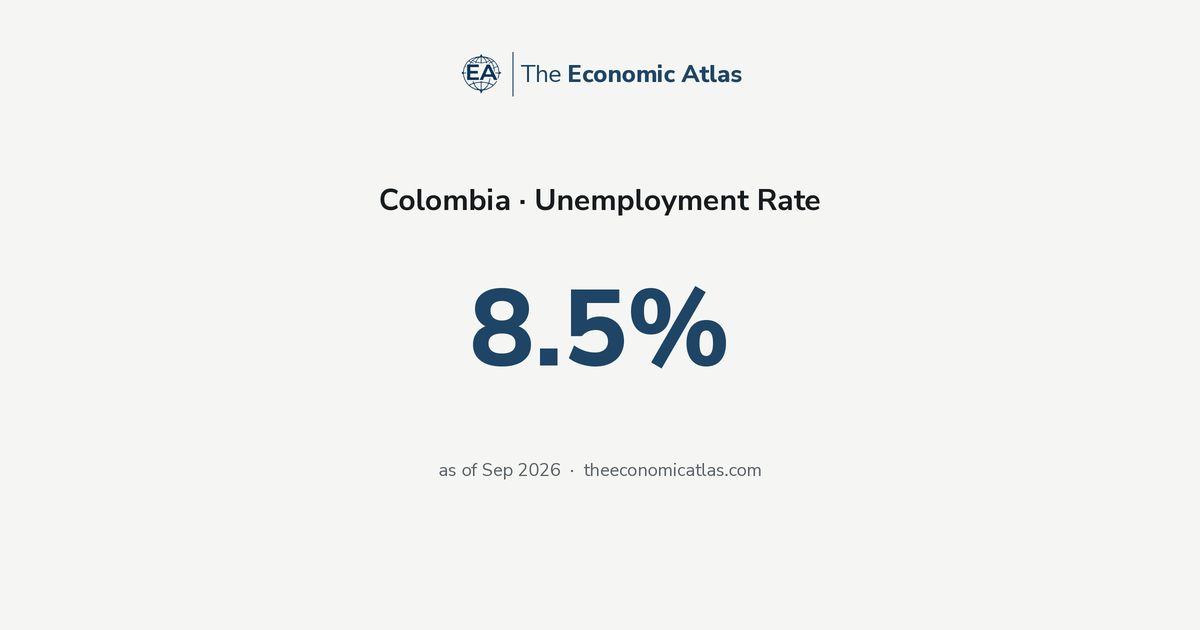 EA The Economic Atlas
Colombia · Unemployment Rate
8.5%
as of Sep 2026 · theeconomicatlas.com